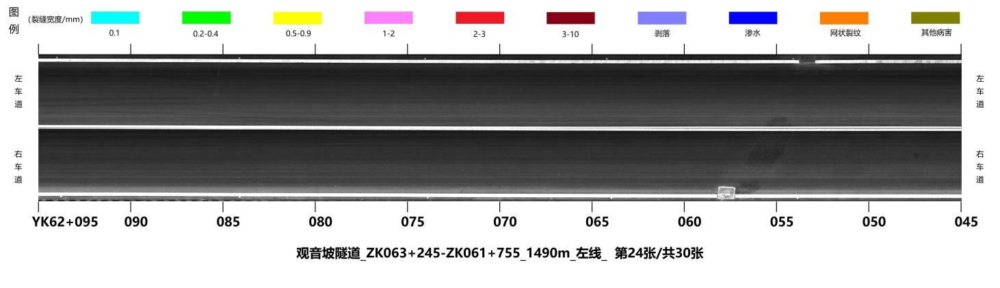 图例
(裂缝宽度/mm)
0.1 0.2-0.4 0.5-0.9 1-2 2-3 3-10 剥落 渗水 网状裂纹 其他病害
左车道 左车道
右车道 右车道
YK62+095 090 085 080 075 070 065 060 055 050 045
观音坡隧道_ZK063+245-ZK061+755_1490m_左线_ 第24张/共30张